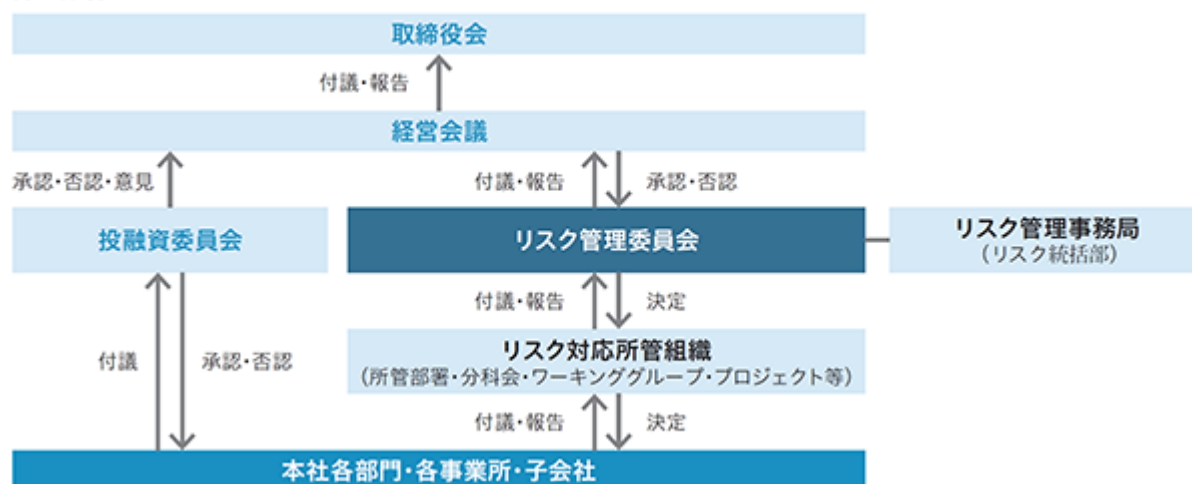 取締役会
付議・報告
経営会議
承認・否認・意見
付議・報告
承認・否認
投融資委員会
リスク管理委員会
リスク管理事務局
（リスク統括部）
付議・報告
決定
付議
承認・否認
リスク対応所管組織
（所管部署・分科会・ワーキンググループ・プロジェクト等）
付議・報告
決定
本社各部門・各事業所・子会社